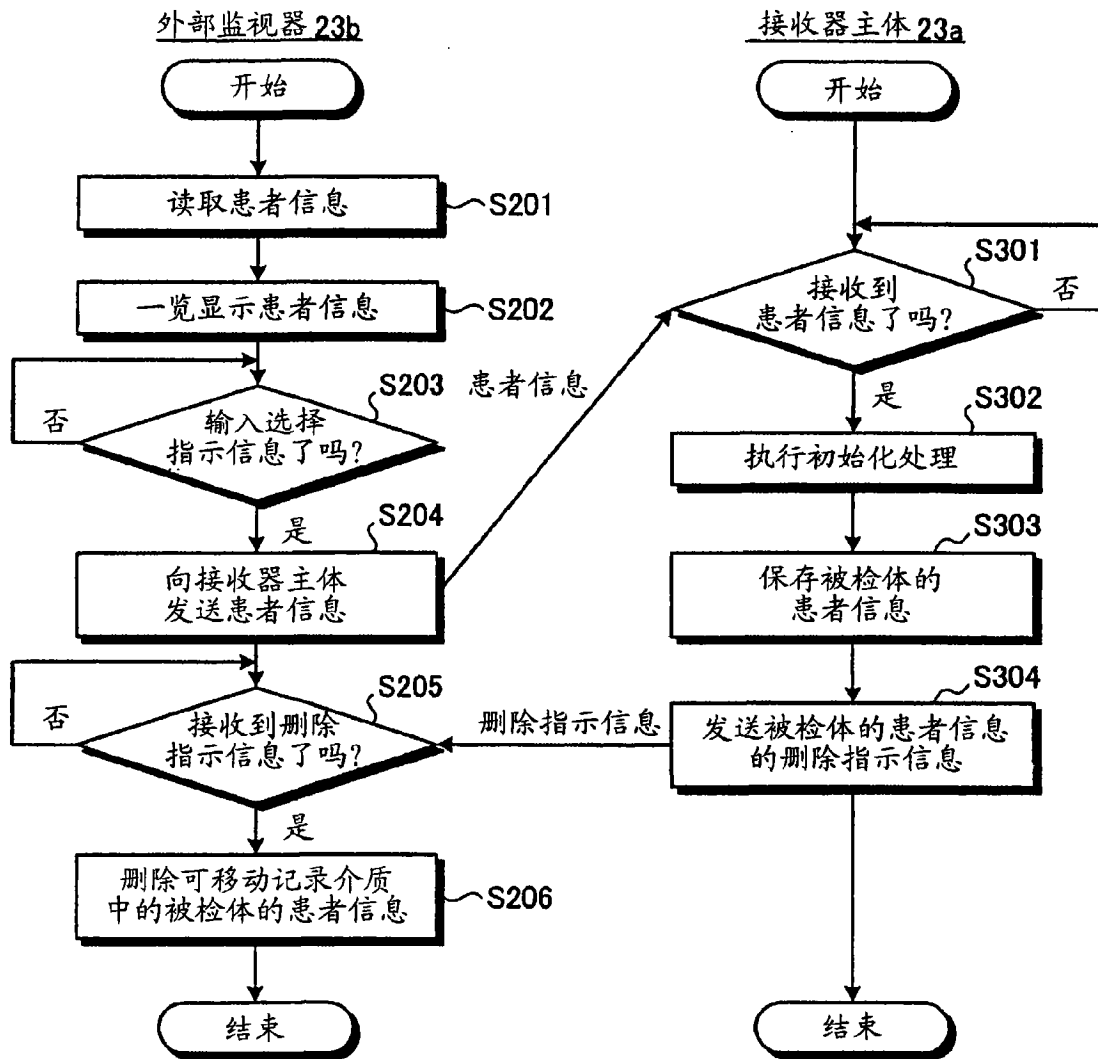 外部监视器23b
开始
读取患者信息
S201
一览显示患者信息
S202
S203
患者信息
输入选择
指示信息了吗?
否
是
S204
向接收器主体
发送患者信息
S205
接收到删除
指示信息了吗?
否
删除指示信息
是
删除可移动记录介质
中的被检体的患者信息
S206
结束
接收器主体23a
开始
S301
接收到
患者信息了吗?
否
是
S302
执行初始化处理
S303
保存被检体的
患者信息
S304
发送被检体的患者信息
的删除指示信息
结束